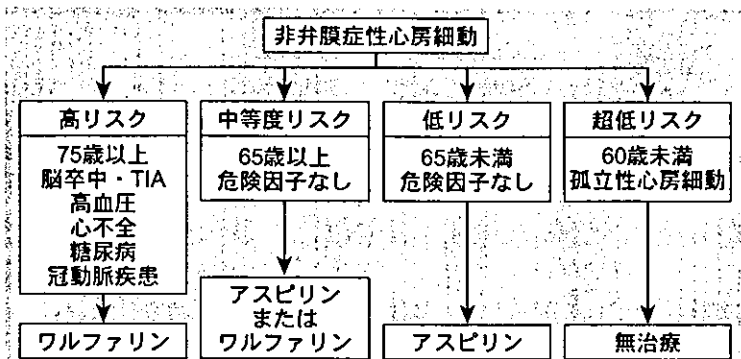 非弁膜症性心房細動
高リスク
75歳以上
脳卒中・TIA
高血圧
心不全
糖尿病
冠動脈疾患
ワルファリン
中等度リスク
65歳以上
危険因子なし
アスピリン
または
ワルファリン
低リスク
65歳未満
危険因子なし
アスピリン
超低リスク
60歳未満
孤立性心房細動
無治療